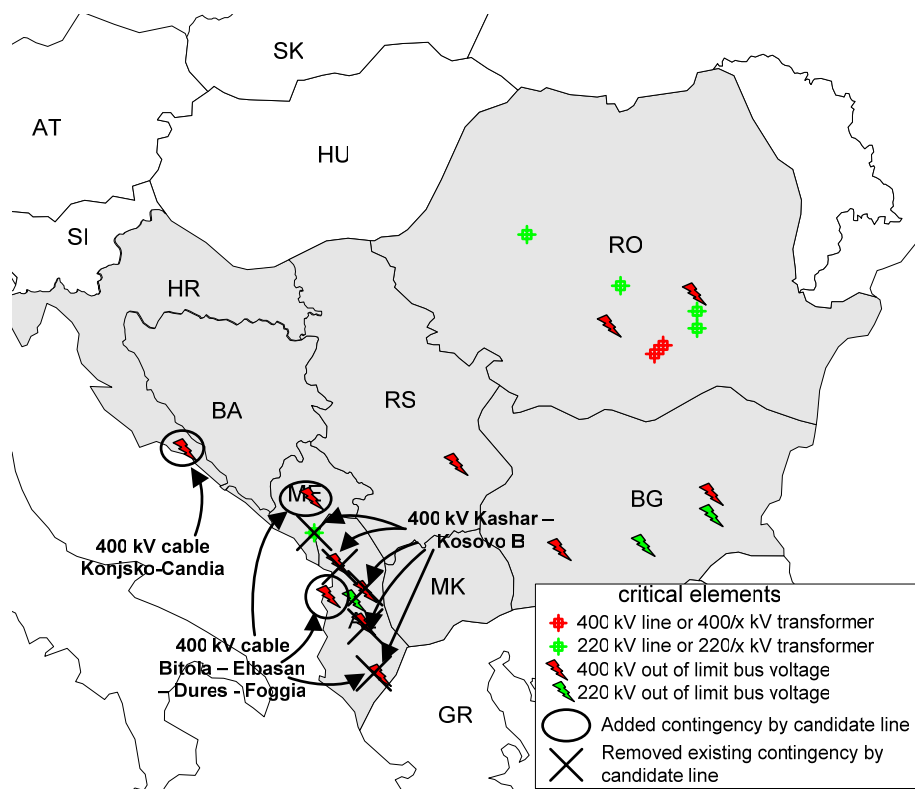 SK
AT
HU
SI
RO
HR
BA
RS
ME
BG
400 kV Kashar –
Kosovo B
400 kV cable
Konjsko-Candia
MK
400 kV cable
Bitola – Elbasan
– Dures - Foggia
GR
critical elements
400 kV line or 400/x kV transformer
220 kV line or 220/x kV transformer
400 kV out of limit bus voltage
220 kV out of limit bus voltage
Added contingency by candidate line
Removed existing contingency by
candidate line